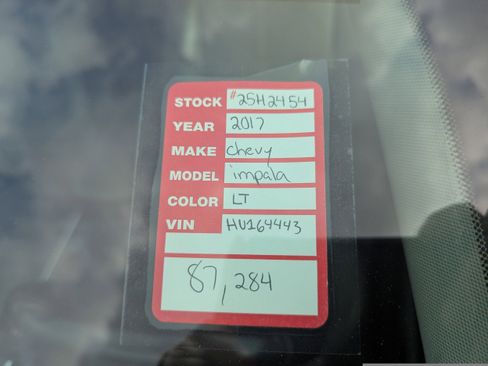 STOCK #25H2454
YEAR 2017
MAKE Chevy
MODEL impala
COLOR LT
VIN HU164443
87,284